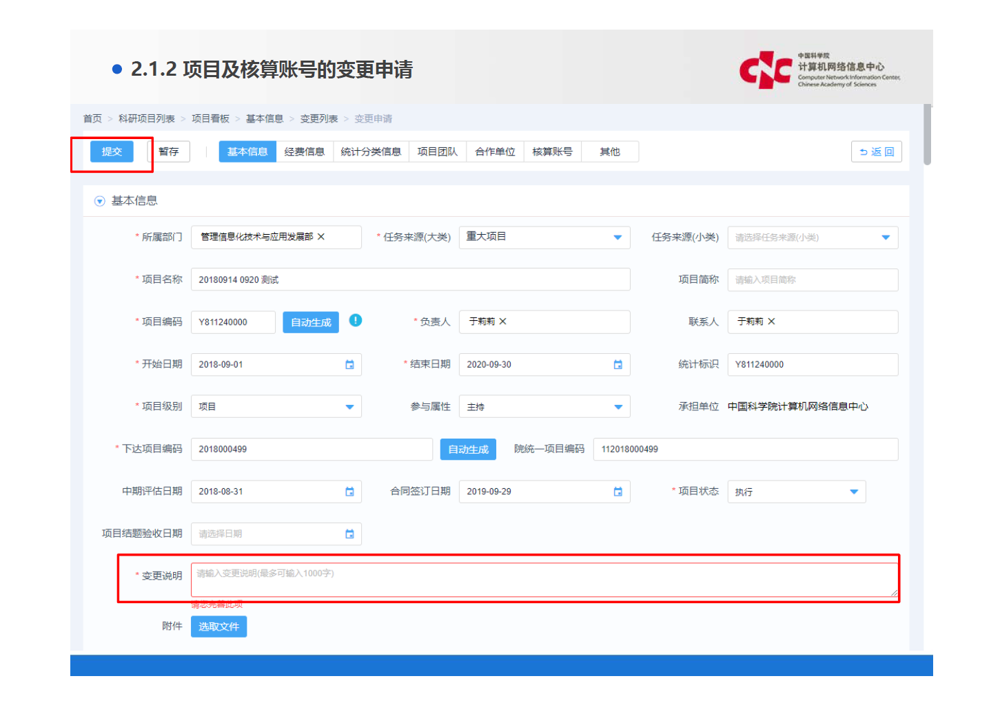 ● 2.1.2 项目及核算账号的变更申请
中国科学院
计算机网络信息中心
Computer Network Information Center,
Chinese Academy of Sciences
CNC
首页 > 科研项目列表 > 项目看板 > 基本信息 > 变更列表 > 变更申请
提交 暂存 | 基本信息 经费信息 统计分类信息 项目团队 合作单位 核算账号 其他 返回
基本信息
* 所属部门 管理信息化技术与应用发展部 × * 任务来源(大类) 重大项目 任务来源(小类) 请选择任务来源(小类)
* 项目名称 20180914 0920 测试 项目简称 请输入项目简称
* 项目编码 Y811240000 自动生成 ! * 负责人 于莉莉 × 联系人 于莉莉 ×
* 开始日期 2018-09-01 * 结束日期 2020-09-30 统计标识 Y811240000
* 项目级别 项目 参与属性 主持 承担单位 中国科学院计算机网络信息中心
* 下达项目编码 2018000499 自动生成 院统一项目编码 112018000499
中期评估日期 2018-08-31 合同签订日期 2019-09-29 * 项目状态 执行
项目结题验收日期 请选择日期
* 变更说明 请输入变更说明(最多可输入1000字)
请您完善此项
附件 选取文件